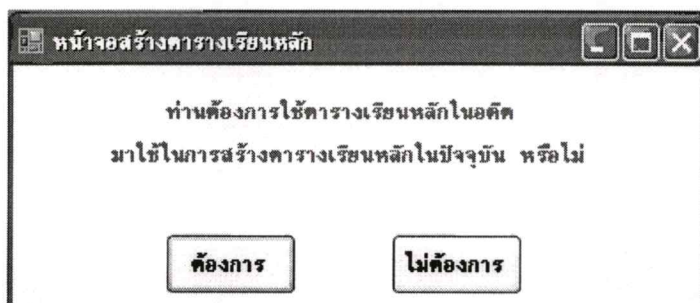 หน้าจอสร้างตารางเรียนหลัก
ท่านต้องการใช้ตารางเรียนหลักในอดีต
มาใช้ในการสร้างตารางเรียนหลักในปัจจุบัน หรือไม่
ต้องการ ไม่ต้องการ